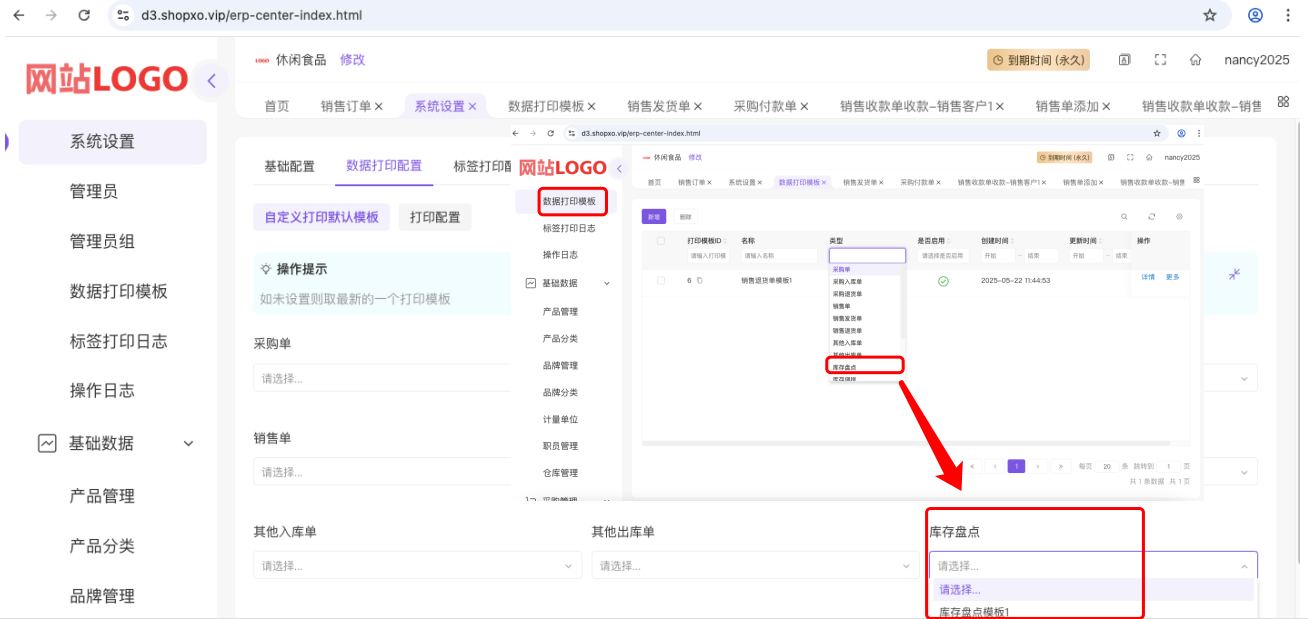 d3.shopxo.vip/erp-center-index.html
网站LOGO
LOGO 休闲食品 修改
到期时间 (永久)
nancy2025
首页 销售订单 × 系统设置 × 数据打印模板 × 销售发货单 × 采购付款单 × 销售收款单收款-销售客户1 × 销售单添加 × 销售收款单收款-销售
系统设置
管理员
管理员组
数据打印模板
标签打印日志
操作日志
基础数据
产品管理
产品分类
品牌管理
基础配置 数据打印配置 标签打印配
自定义打印默认模板 打印配置
操作提示
如未设置则取最新的一个打印模板
采购单
请选择...
销售单
请选择...
其他入库单
请选择...
其他出库单
请选择...
库存盘点
请选择...
请选择...
库存盘点模板1
d3.shopxo.vip/erp-center-index.html
网站LOGO
休闲食品 修改
到期时间 (永久)
nancy2025
首页 销售订单 × 系统设置 × 数据打印模板 × 销售发货单 × 采购付款单 × 销售收款单收款-销售客户1 × 销售单添加 × 销售收款单收款-销售
数据打印模板
标签打印日志
操作日志
基础数据
产品管理
产品分类
品牌管理
品牌分类
计量单位
职员管理
仓库管理
采购管理
新增 删除
打印模板ID 名称 类型 是否启用 创建时间 更新时间 操作
请输入打印模 请输入名称 请选择是否启用 开始 - 结束 开始 - 结束
6 销售退货单模板1 2025-05-22 11:44:53 详情 更多
采购单
采购入库单
采购退货单
销售单
销售发货单
销售退货单
其他入库单
其他出库单
库存盘点
库存调拨
« ‹ 1 › » 每页 20 条 跳转到 1 页
共 1 条数据 共 1 页